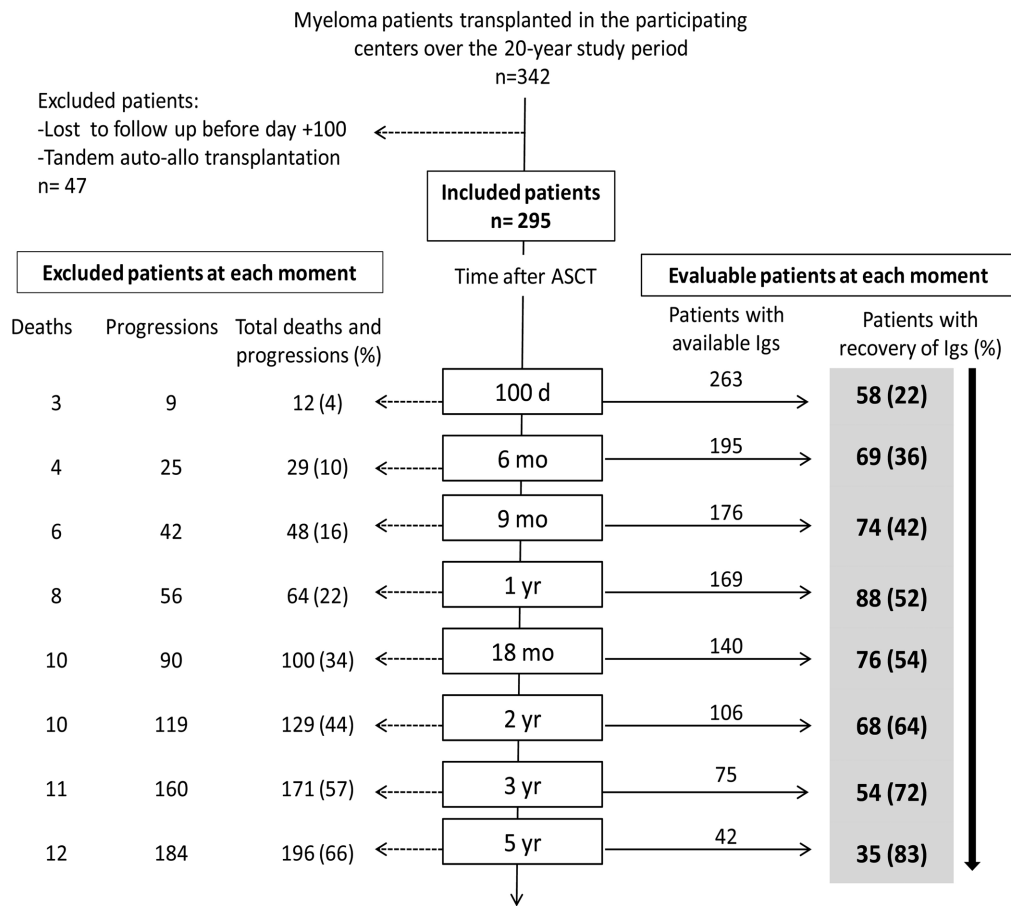 Myeloma patients transplanted in the participating
centers over the 20-year study period
n=342
Excluded patients:
-Lost to follow up before day +100
-Tandem auto-allo transplantation
n= 47
Included patients
n= 295
Excluded patients at each moment
Time after ASCT
Evaluable patients at each moment
Deaths Progressions Total deaths and
progressions (%)
Patients with
available Igs
Patients with
recovery of Igs (%)
3 9 12 (4) 100 d 263 58 (22)
4 25 29 (10) 6 mo 195 69 (36)
6 42 48 (16) 9 mo 176 74 (42)
8 56 64 (22) 1 yr 169 88 (52)
10 90 100 (34) 18 mo 140 76 (54)
10 119 129 (44) 2 yr 106 68 (64)
11 160 171 (57) 3 yr 75 54 (72)
12 184 196 (66) 5 yr 42 35 (83)